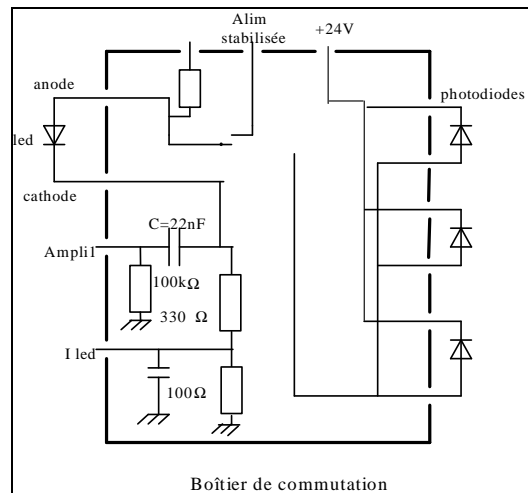 Alim
stabilisée
+24V
anode
photodiodes
led
cathode
C=22nF
Ampli1
100kΩ
330 Ω
I led
100Ω
Boîtier de commutation